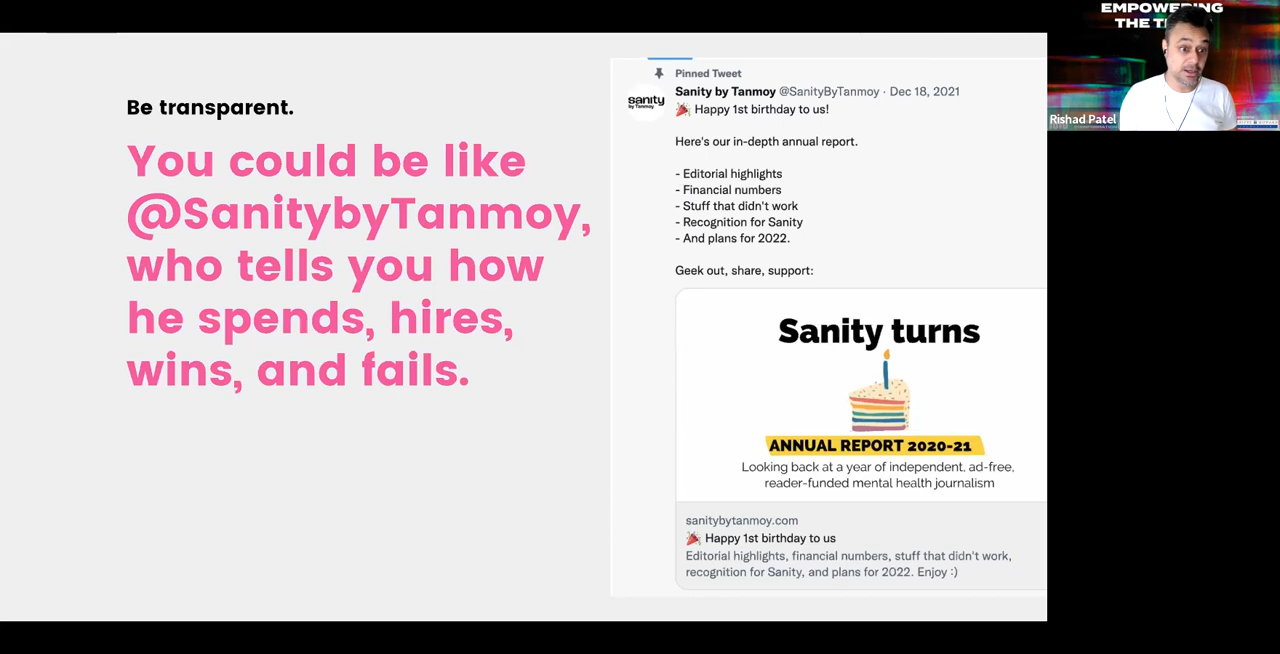 Be transparent.
You could be like
@SanitybyTanmoy,
who tells you how
he spends, hires,
wins, and fails.
Pinned Tweet
sanity
by Tanmoy
Sanity by Tanmoy @SanityByTanmoy · Dec 18, 2021
🎉 Happy 1st birthday to us!
Here's our in-depth annual report.
- Editorial highlights
- Financial numbers
- Stuff that didn't work
- Recognition for Sanity
- And plans for 2022.
Geek out, share, support:
Sanity turns
ANNUAL REPORT 2020-21
Looking back at a year of independent, ad-free,
reader-funded mental health journalism
sanitybytanmoy.com
🎉 Happy 1st birthday to us
Editorial highlights, financial numbers, stuff that didn't work,
recognition for Sanity, and plans for 2022. Enjoy :)
EMPOWERING
THE
Rishad Patel